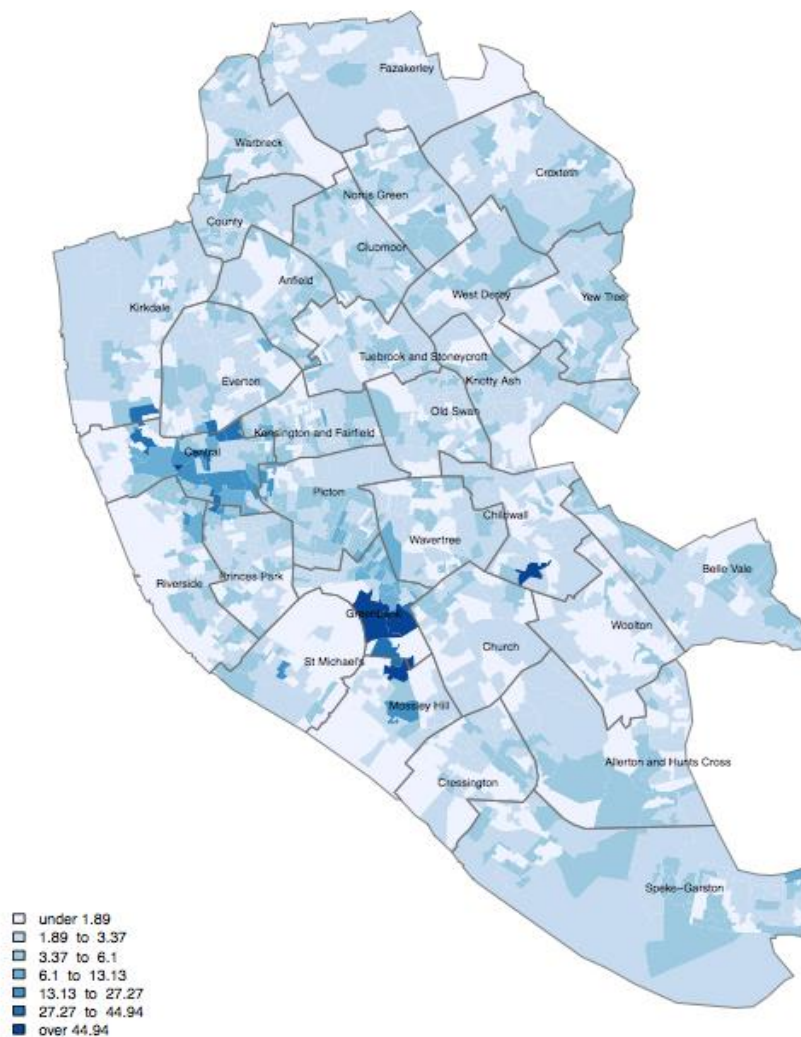 Fazakerley
Warbreck
Croxteth
Norris Green
County
Clubmoor
Anfield
West Derby
Yew Tree
Kirkdale
Tuebrook and Stoneycroft
Everton
Knotty Ash
Old Swan
Kensington and Fairfield
Central
Picton
Childwall
Wavertree
Belle Vale
Riverside
Princes Park
Greenbank
Woolton
Church
St Michael's
Mossley Hill
Allerton and Hunts Cross
Cressington
Speke-Garston
under 1.89
1.89 to 3.37
3.37 to 6.1
6.1 to 13.13
13.13 to 27.27
27.27 to 44.94
over 44.94